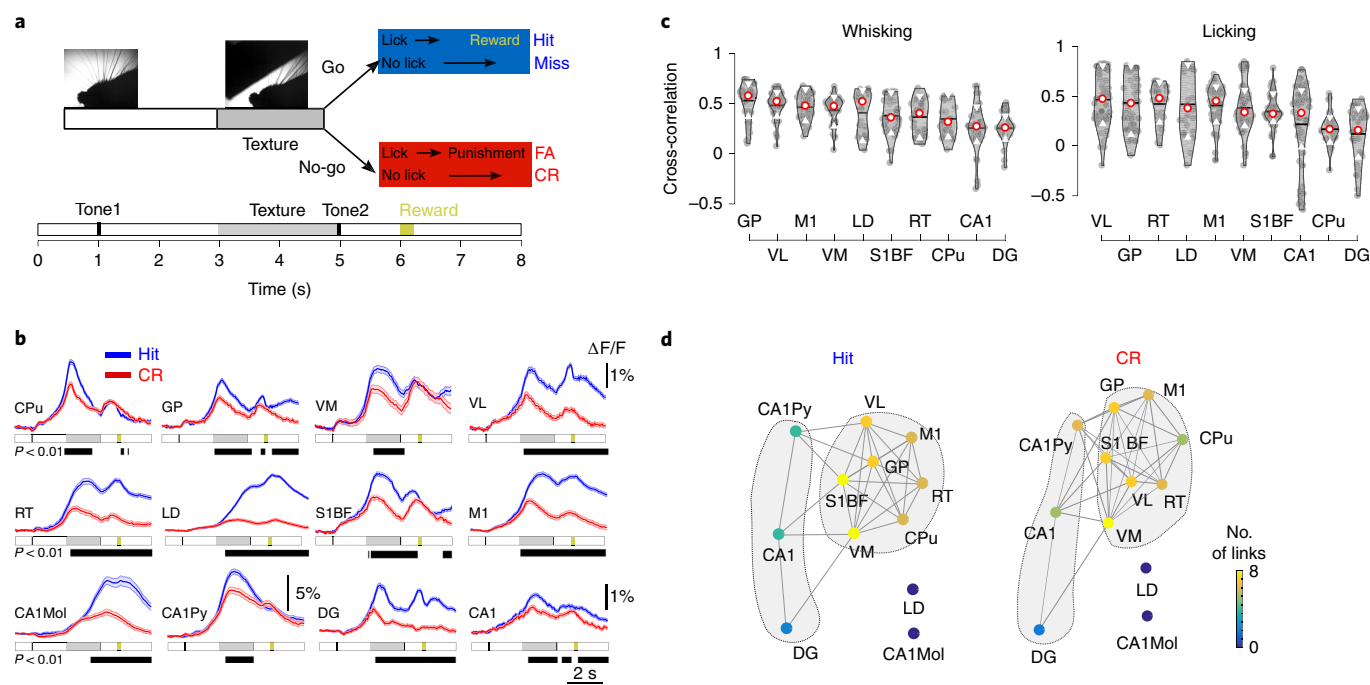 a
Lick Reward Hit
No lick Miss
Go
Texture
No-go
Lick Punishment FA
No lick CR
Tone1 Texture Tone2 Reward
0 1 2 3 4 5 6 7 8
Time (s)
b
Hit
CR
ΔF/F
1%
CPu GP VM VL
P < 0.01
RT LD S1BF M1
P < 0.01
CA1Mol CA1Py 5% DG CA1 1%
P < 0.01
2 s
c
Whisking Licking
Cross-correlation
1 0.5 0 –0.5
GP M1 LD RT CA1
VL VM S1BF CPu DG
1 0.5 0 –0.5
VL RT M1 S1BF CPu
GP LD VM CA1 DG
d
Hit
CA1Py VL
M1
GP
S1BF RT
CA1 VM CPu
LD
DG CA1Mol
CR
GP M1
CA1Py S1 BF CPu
VL RT
CA1 VM
LD
CA1Mol
DG
No.
of links
8
0